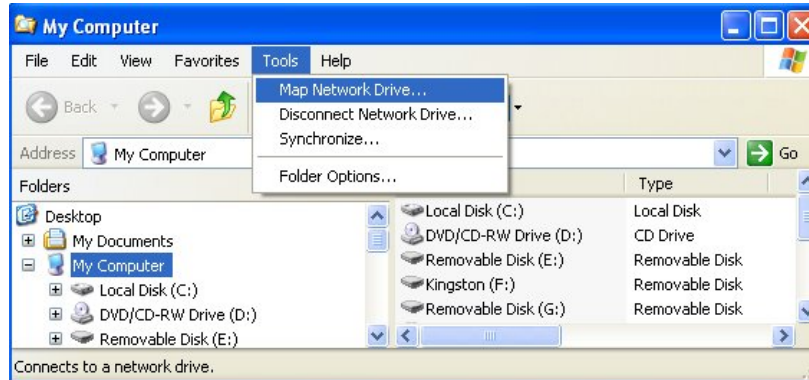 My Computer
File Edit View Favorites Tools Help
Map Network Drive...
Disconnect Network Drive...
Synchronize...
Folder Options...
Back
Address My Computer Go
Folders
Type
Desktop
My Documents
My Computer
Local Disk (C:)
DVD/CD-RW Drive (D:)
Removable Disk (E:)
Local Disk (C:) Local Disk
DVD/CD-RW Drive (D:) CD Drive
Removable Disk (E:) Removable Disk
Kingston (F:) Removable Disk
Removable Disk (G:) Removable Disk
Connects to a network drive.